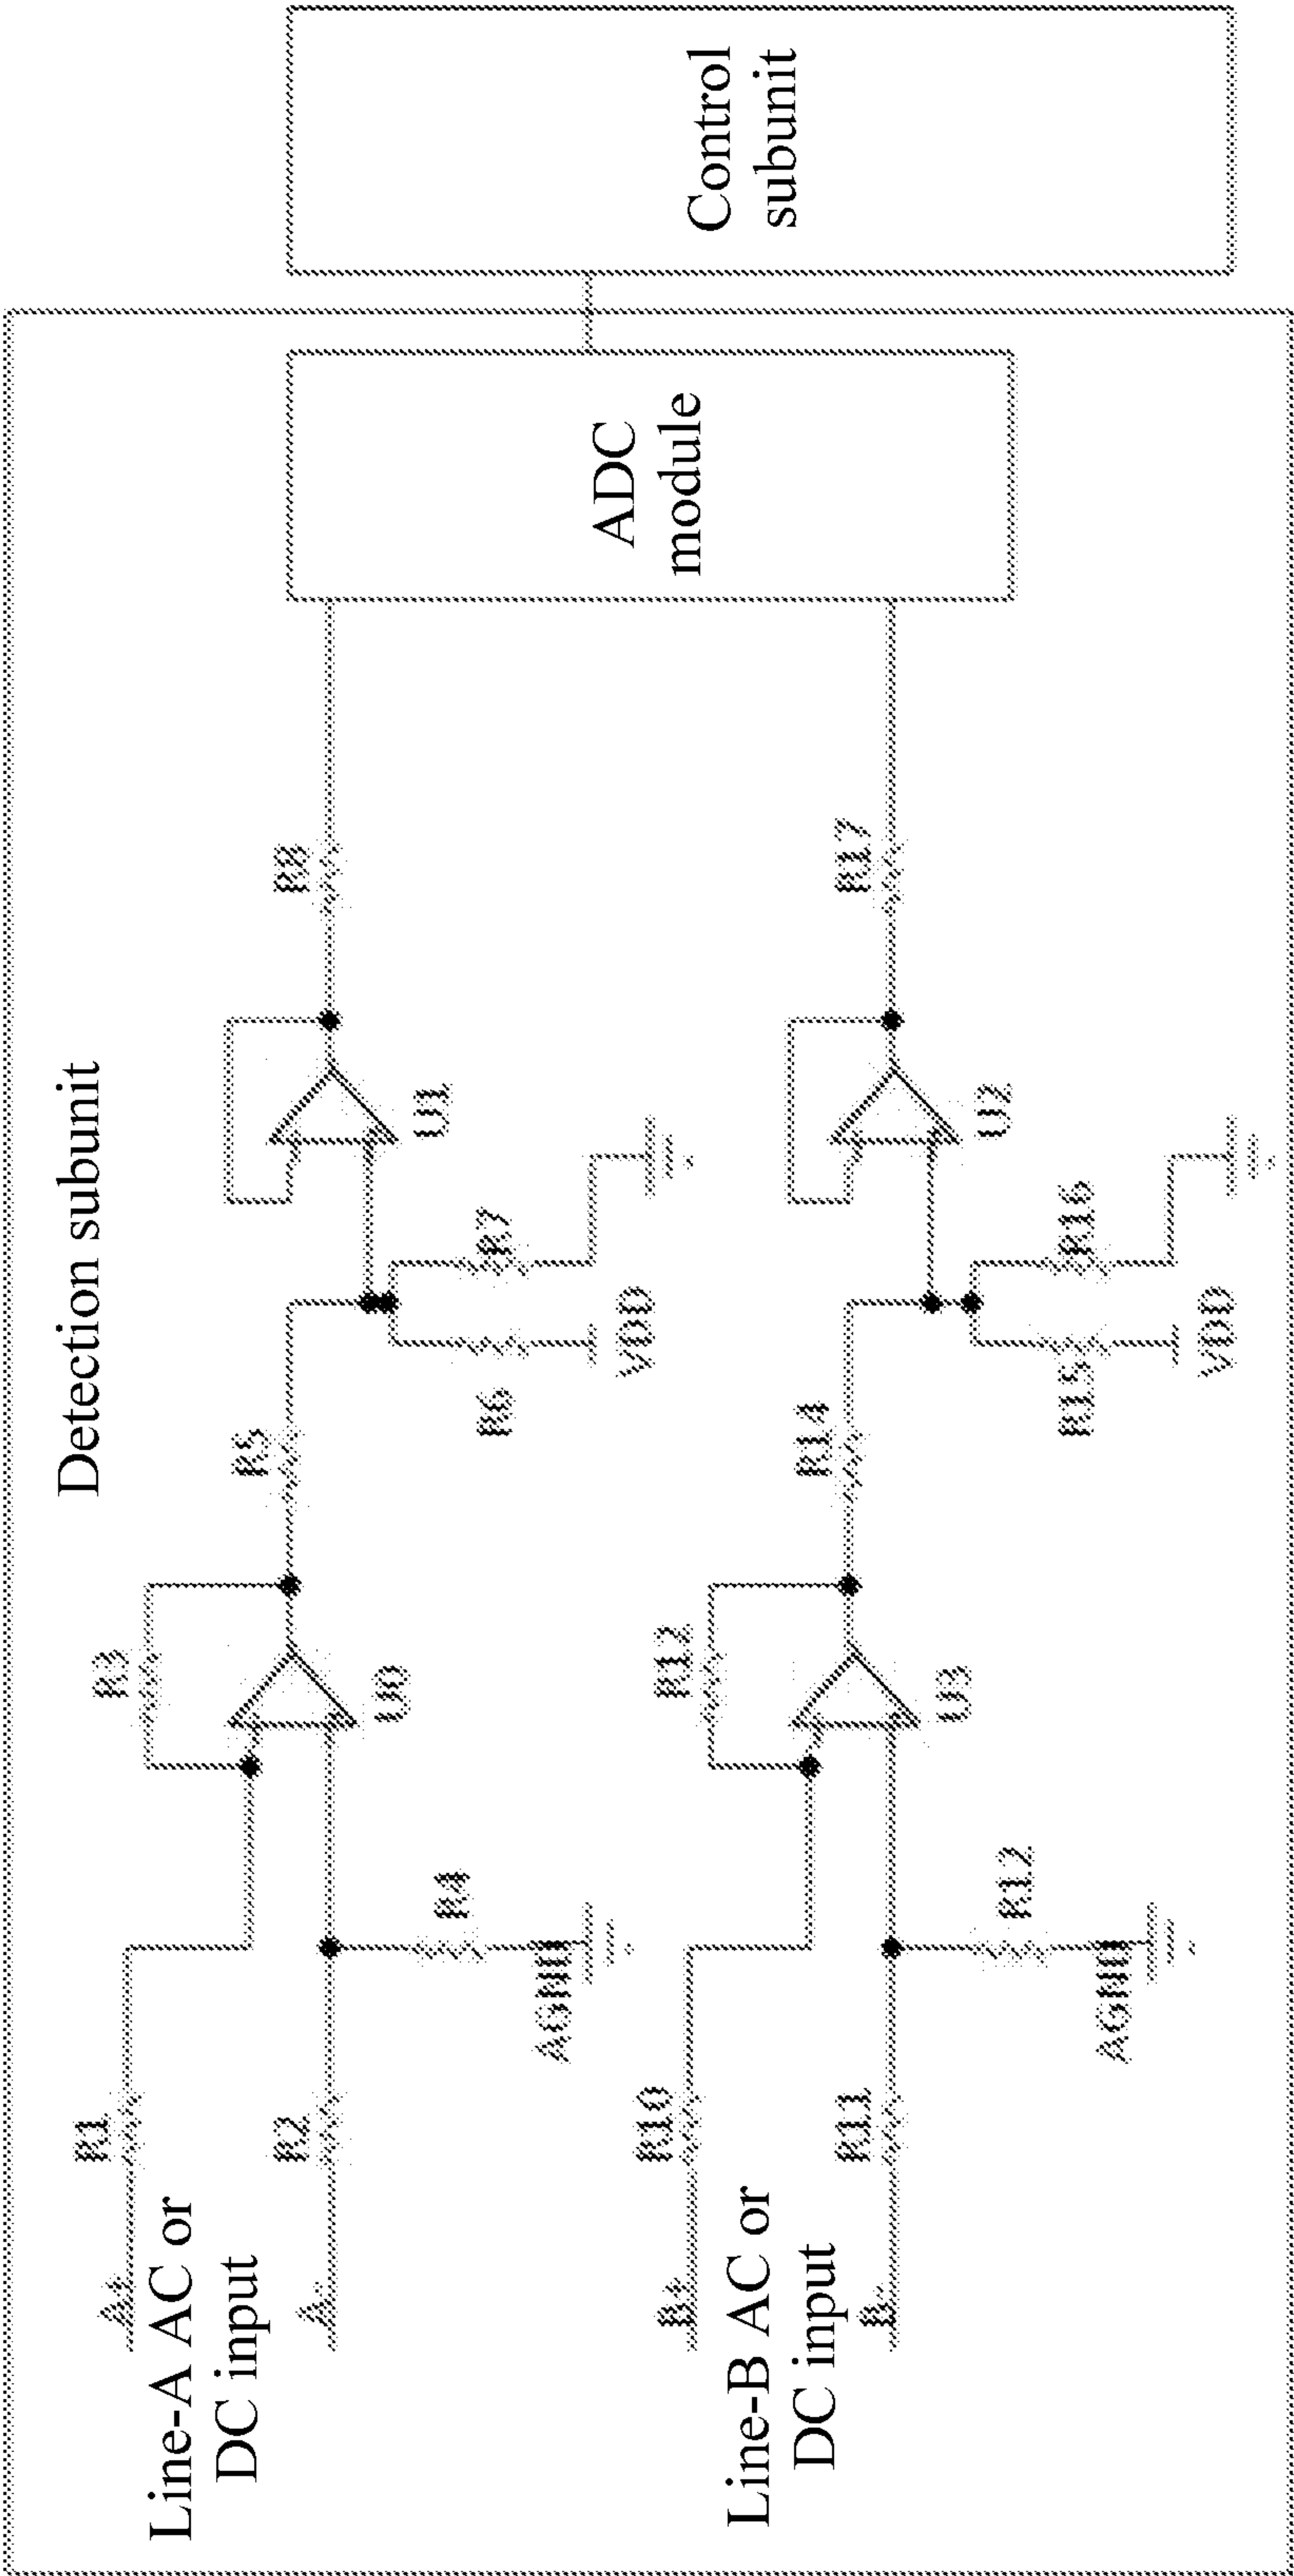 Detection subunit
Line-A AC or
DC input
A+
A-
R1
R2
R3
U0
R4
AGND
R5
R6
R7
VDD
U1
R8
Line-B AC or
DC input
B+
B-
R10
R11
R12
U3
R12
AGND
R14
R15
R16
VDD
U2
R17
ADC
module
Control
subunit